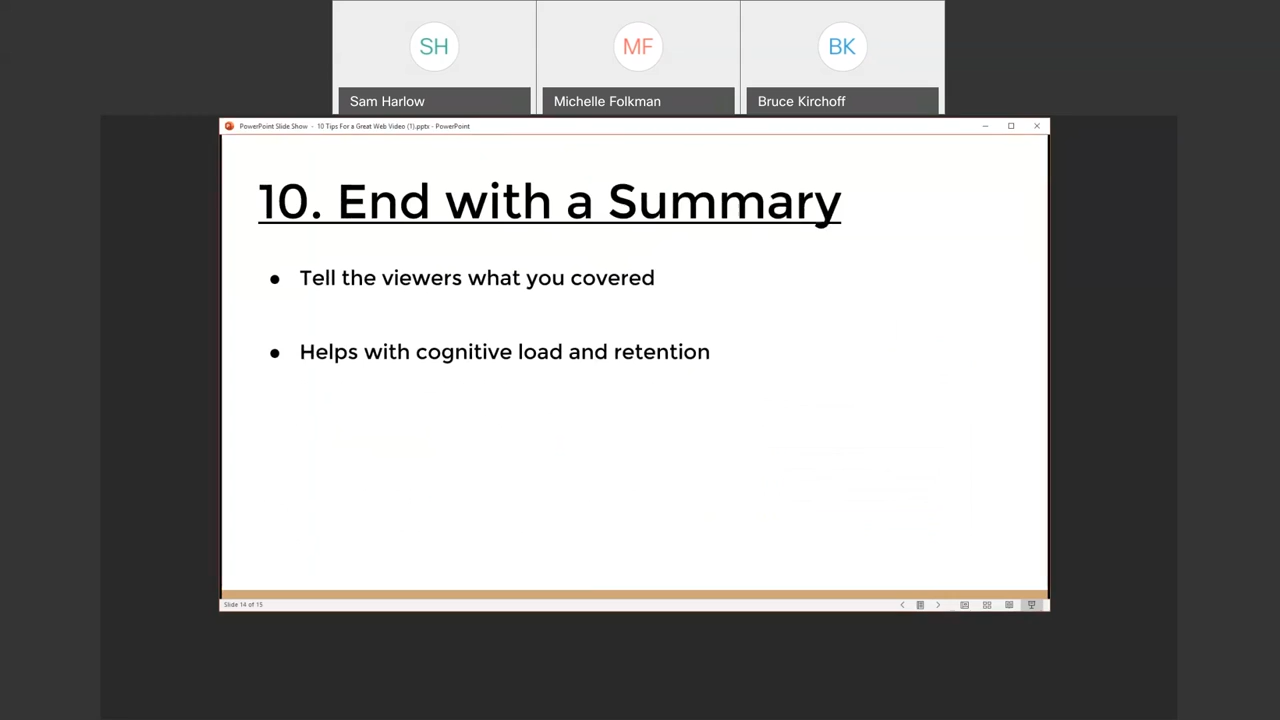 SH
MF
BK
Sam Harlow
Michelle Folkman
Bruce Kirchoff
PowerPoint Slide Show - 10 Tips For a Great Web Video (1).pptx - PowerPoint
10. End with a Summary
● Tell the viewers what you covered
● Helps with cognitive load and retention
Slide 14 of 15